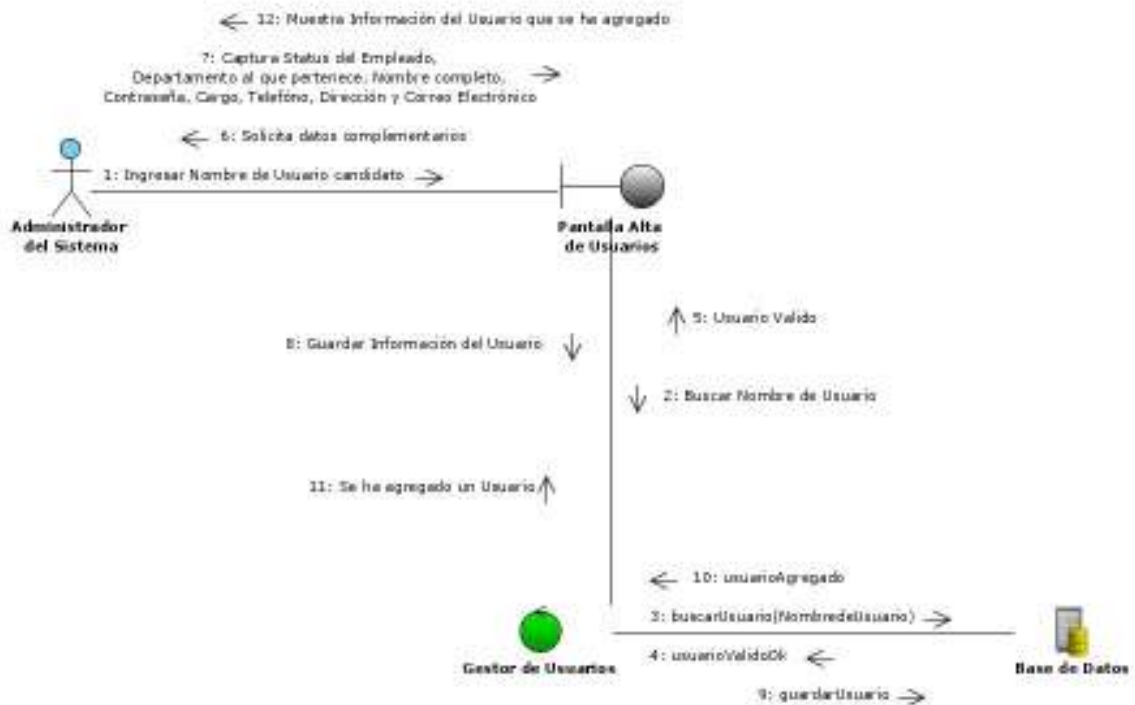 12: Muestra Información del Usuario que se ha agregado
7: Captura Status del Empleado,
Departamento al que pertenece, Nombre completo,
Contraseña, Cargo, Telefóno, Dirección y Correo Electrónico
6: Solicita datos complementarios
1: Ingresar Nombre de Usuario candidato
Administrador
del Sistema
Pantalla Alta
de Usuarios
5: Usuario Valido
8: Guardar Información del Usuario
2: Buscar Nombre de Usuario
11: Se ha agregado un Usuario
10: usuarioAgregado
3: buscarUsuario(NombredeUsuario)
4: usuarioValidoOk
Gestor de Usuarios
Base de Datos
9: guardarUsuario